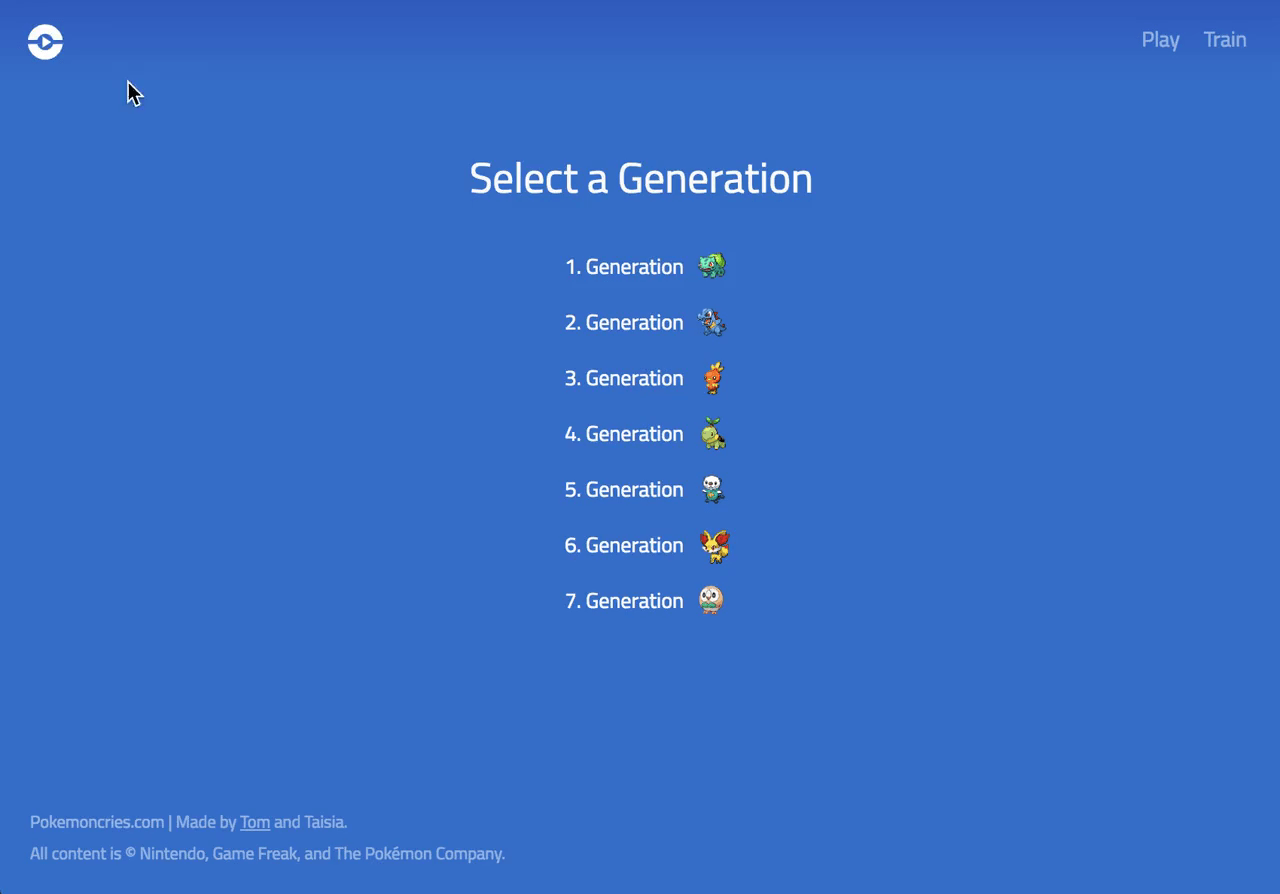 Play Train
Select a Generation
1. Generation
2. Generation
3. Generation
4. Generation
5. Generation
6. Generation
7. Generation
Pokemoncries.com | Made by Tom and Taisia.
All content is © Nintendo, Game Freak, and The Pokémon Company.